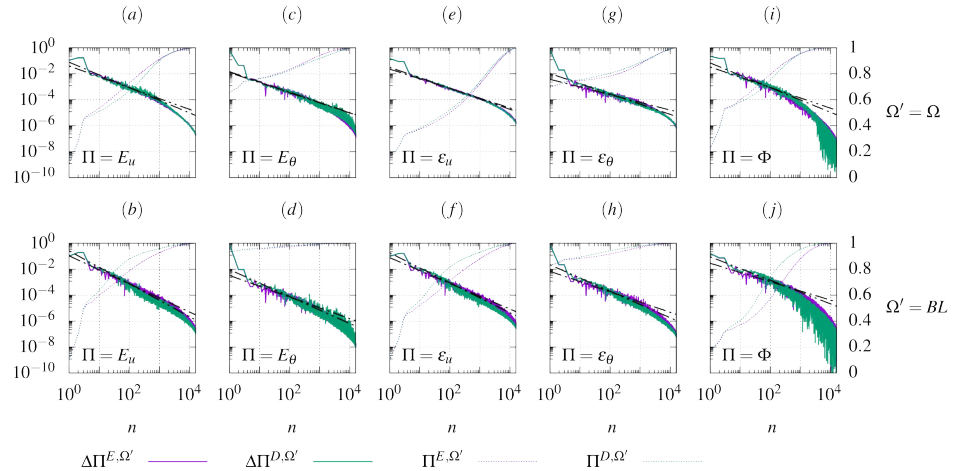 (a) (c) (e) (g) (i)
10^0 1
10^{-2} 0.8
10^{-4} 0.6
Ω′ = Ω
10^{-6} 0.4
10^{-8} 0.2
Π = E_u Π = E_θ Π = ε_u Π = ε_θ Π = Φ
10^{-10} 0
(b) (d) (f) (h) (j)
10^0 1
10^{-2} 0.8
10^{-4} 0.6
Ω′ = BL
10^{-6} 0.4
10^{-8} 0.2
Π = E_u Π = E_θ Π = ε_u Π = ε_θ Π = Φ
10^{-10} 0
10^0 10^2 10^4 10^0 10^2 10^4 10^0 10^2 10^4 10^0 10^2 10^4 10^0 10^2 10^4
n n n n n
ΔΠ^{E,Ω′} ΔΠ^{D,Ω′} Π^{E,Ω′} Π^{D,Ω′}